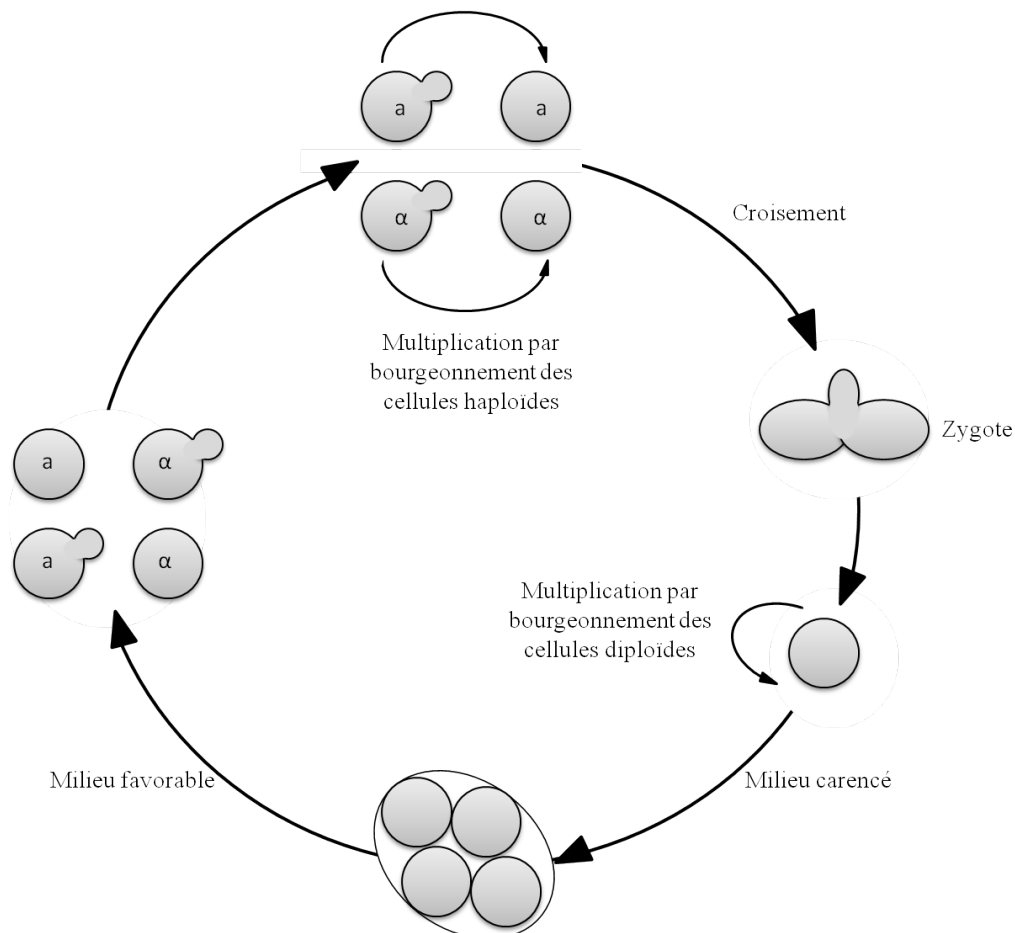 a
a
α
α
Croisement
Multiplication par
bourgeonnement des
cellules haploïdes
Zygote
a
α
a
α
Multiplication par
bourgeonnement des
cellules diploïdes
Milieu favorable
Milieu carencé